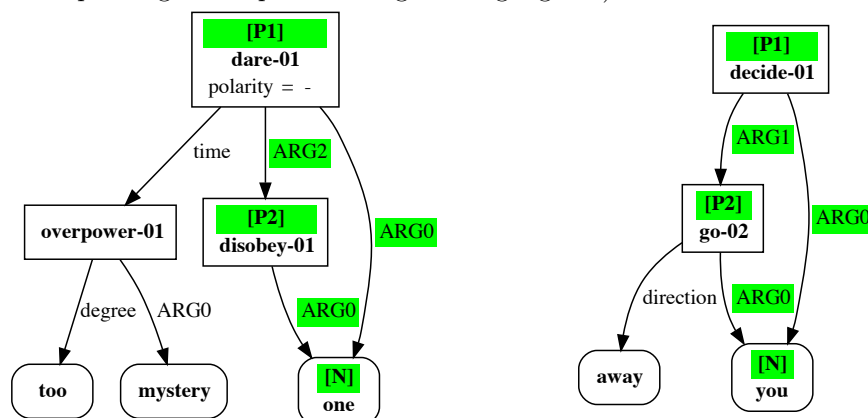 [P1]
dare-01
polarity = -
time
ARG2
ARG0
overpower-01
[P2]
disobey-01
degree
ARG0
ARG0
too
mystery
[N]
one
[P1]
decide-01
ARG1
ARG0
[P2]
go-02
direction
ARG0
away
[N]
you